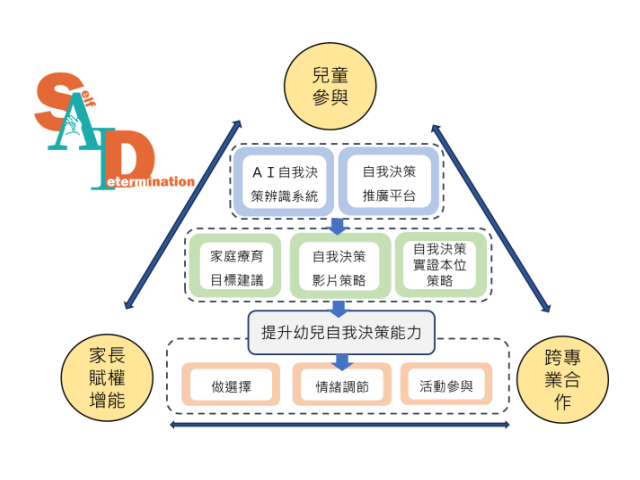 兒童
參與
Self
AI
Determination
ＡＩ自我決
策辨識系統
自我決策
推廣平台
家庭療育
目標建議
自我決策
影片策略
自我決策
實證本位
策略
提升幼兒自我決策能力
家長
賦權
增能
做選擇
情緒調節
活動參與
跨專
業合
作